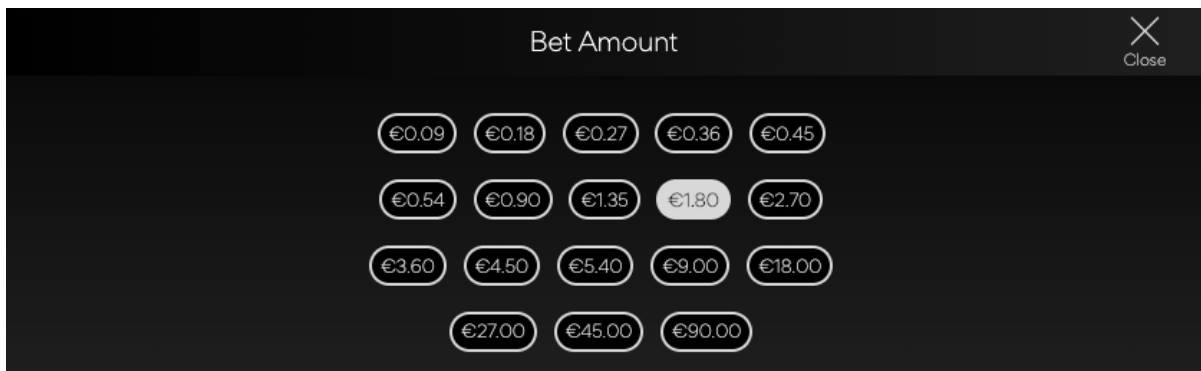 Bet Amount
Close
€0.09 €0.18 €0.27 €0.36 €0.45
€0.54 €0.90 €1.35 €1.80 €2.70
€3.60 €4.50 €5.40 €9.00 €18.00
€27.00 €45.00 €90.00